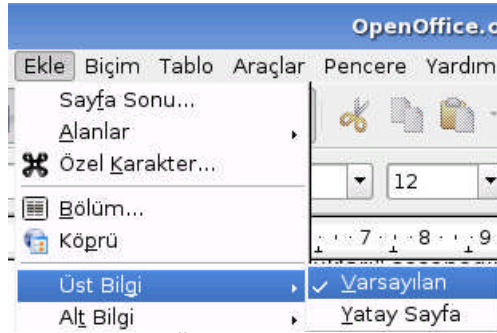 OpenOffice.c
Ekle Biçim Tablo Araçlar Pencere Yardım
Sayfa Sonu...
Alanlar
Özel Karakter...
12
Bölüm...
Köprü
7 8 9
Üst Bilgi Varsayılan
Alt Bilgi Yatay Sayfa